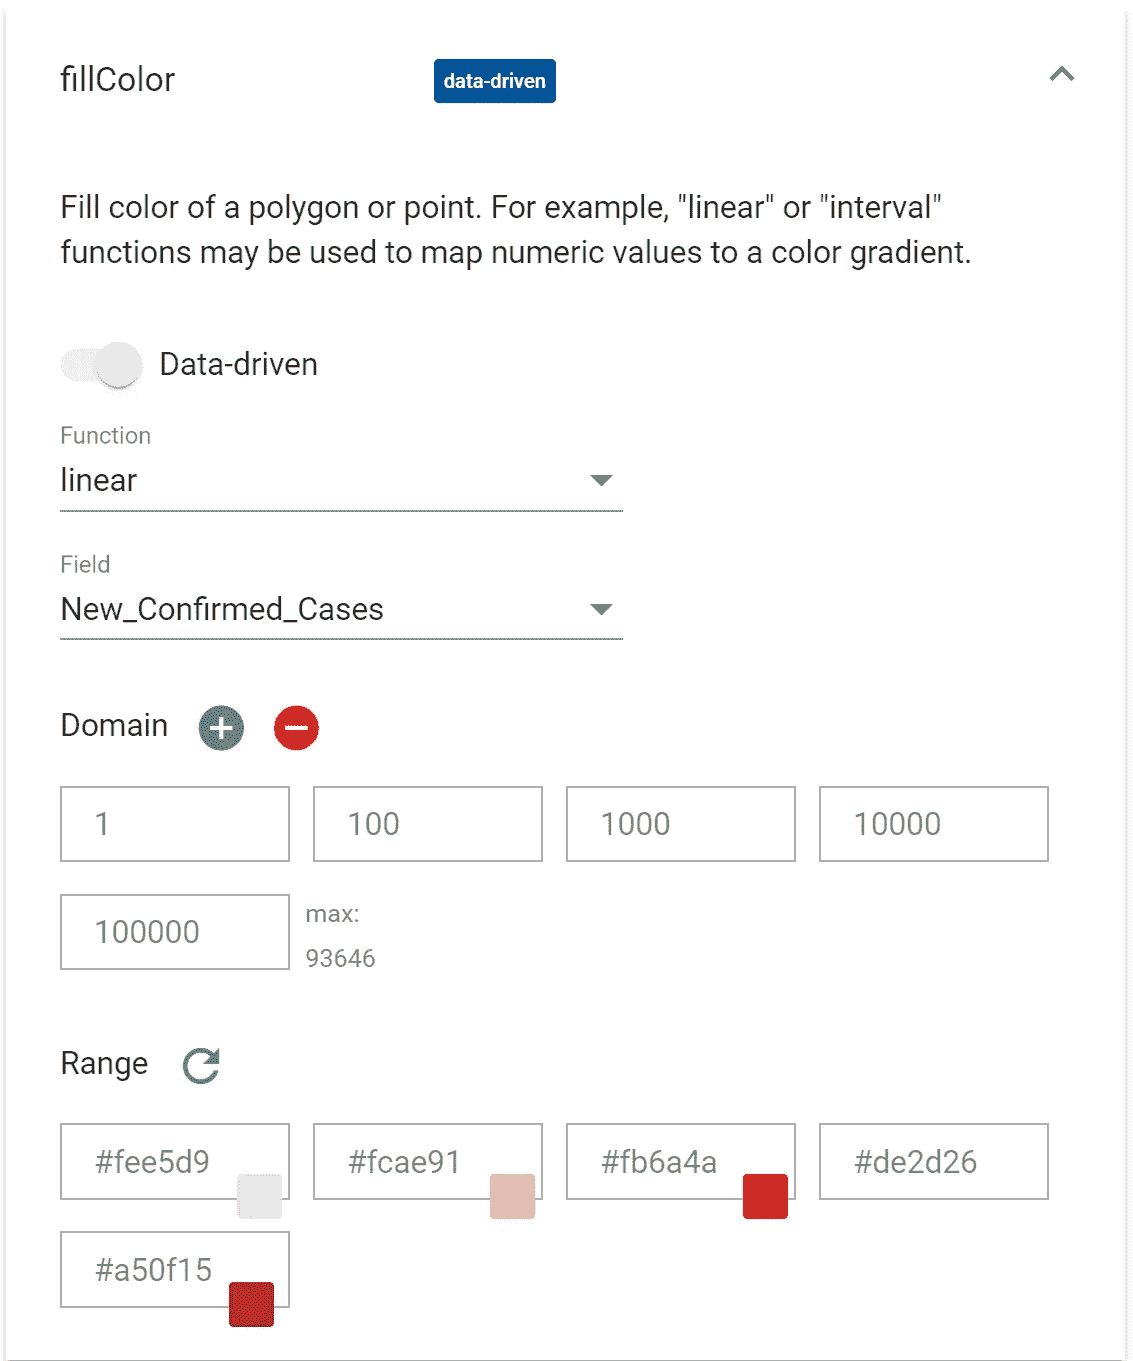 fillColor data-driven
Fill color of a polygon or point. For example, "linear" or "interval"
functions may be used to map numeric values to a color gradient.
Data-driven
Function
linear
Field
New_Confirmed_Cases
Domain
1 100 1000 10000
100000 max:
93646
Range
#fee5d9 #fcae91 #fb6a4a #de2d26
#a50f15